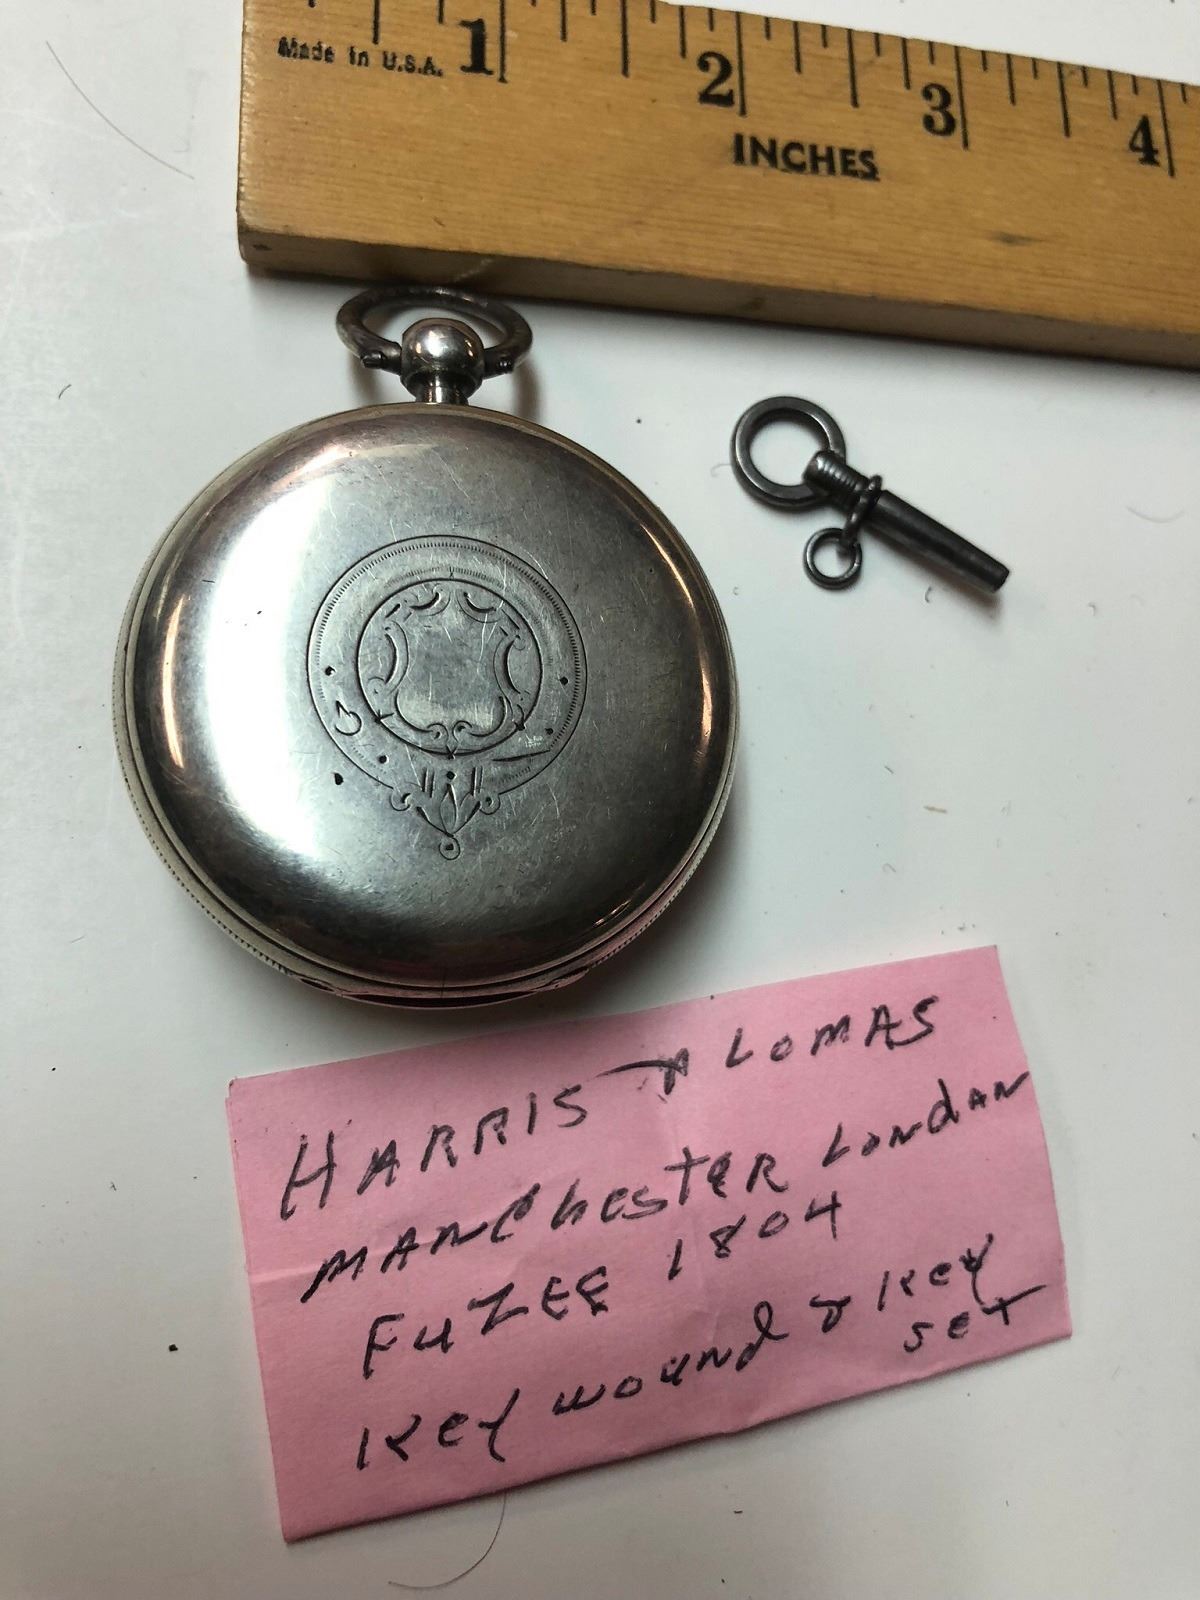 Made in U.S.A. 1 2 3 4
INCHES
HARRIS LOMAS
MANChesteR LondAN
FUZEE 1804
Key wound & Key
set